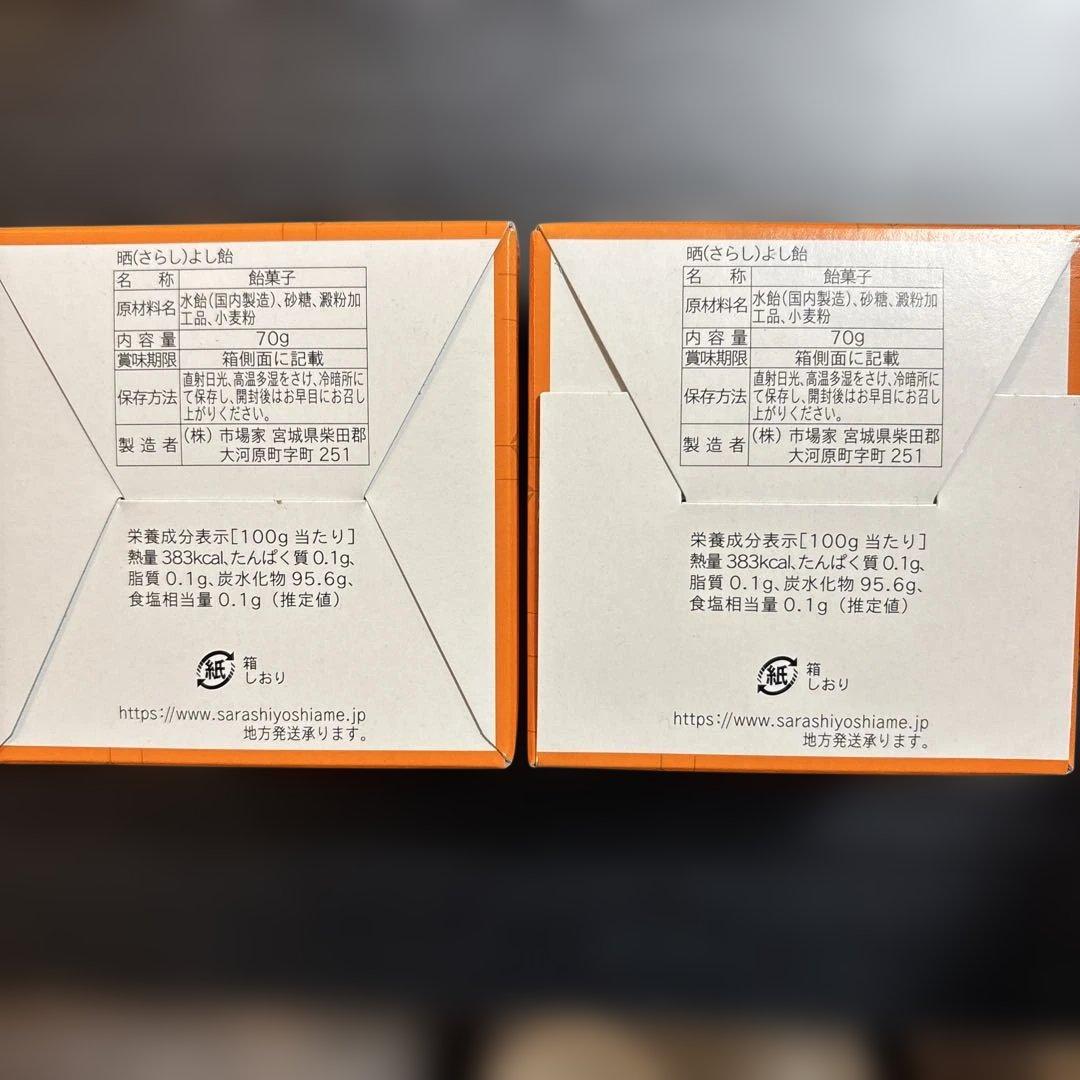 晒(さらし)よし飴
名 称 飴菓子
原材料名 水飴(国内製造)、砂糖、澱粉加
工品、小麦粉
内容量 70g
賞味期限 箱側面に記載
保存方法 直射日光、高温多湿をさけ、冷暗所に
て保存し、開封後はお早目にお召し
上がりください。
製造者 (株) 市場家 宮城県柴田郡
大河原町字町 251
栄養成分表示[100g当たり]
熱量 383kcal、たんぱく質 0.1g、
脂質 0.1g、炭水化物 95.6g、
食塩相当量 0.1g (推定値)
紙 箱
しおり
https://www.sarashiyoshiame.jp
地方発送承ります。
晒(さらし)よし飴
名 称 飴菓子
原材料名 水飴(国内製造)、砂糖、澱粉加
工品、小麦粉
内容量 70g
賞味期限 箱側面に記載
保存方法 直射日光、高温多湿をさけ、冷暗所に
て保存し、開封後はお早目にお召し
上がりください。
製造者 (株) 市場家 宮城県柴田郡
大河原町字町 251
栄養成分表示[100g当たり]
熱量 383kcal、たんぱく質 0.1g、
脂質 0.1g、炭水化物 95.6g、
食塩相当量 0.1g (推定値)
紙 箱
しおり
https://www.sarashiyoshiame.jp
地方発送承ります。